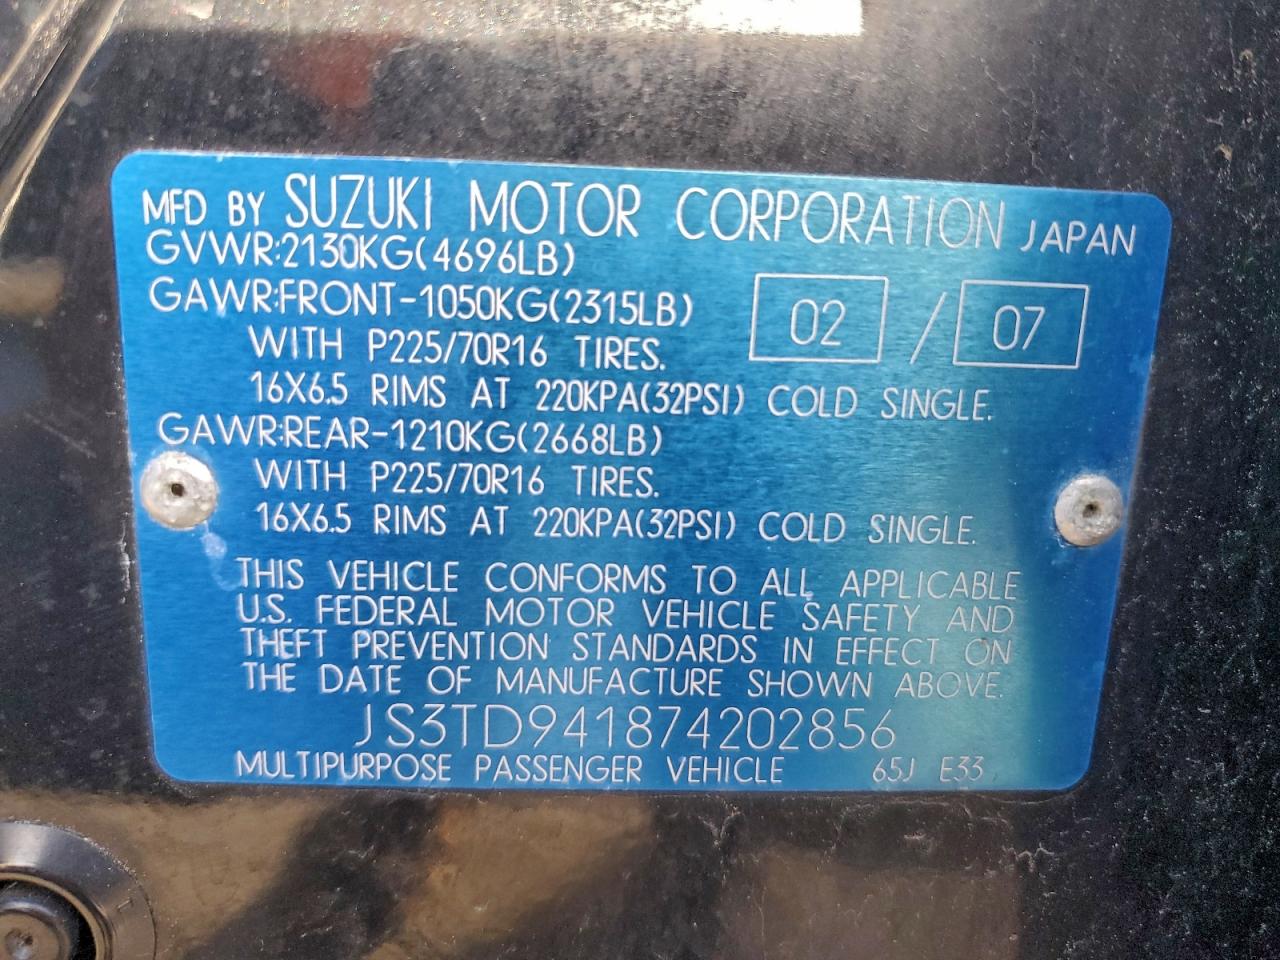 MFD BY SUZUKI MOTOR CORPORATION JAPAN
GVWR:2130KG(4696LB)
GAWR:FRONT-1050KG(2315LB)
02 / 07
WITH P225/70R16 TIRES.
16X6.5 RIMS AT 220KPA(32PSI) COLD SINGLE.
GAWR:REAR-1210KG(2668LB)
WITH P225/70R16 TIRES.
16X6.5 RIMS AT 220KPA(32PSI) COLD SINGLE.
THIS VEHICLE CONFORMS TO ALL APPLICABLE
U.S. FEDERAL MOTOR VEHICLE SAFETY AND
THEFT PREVENTION STANDARDS IN EFFECT ON
THE DATE OF MANUFACTURE SHOWN ABOVE.
JS3TD941874202856
MULTIPURPOSE PASSENGER VEHICLE 65J E33